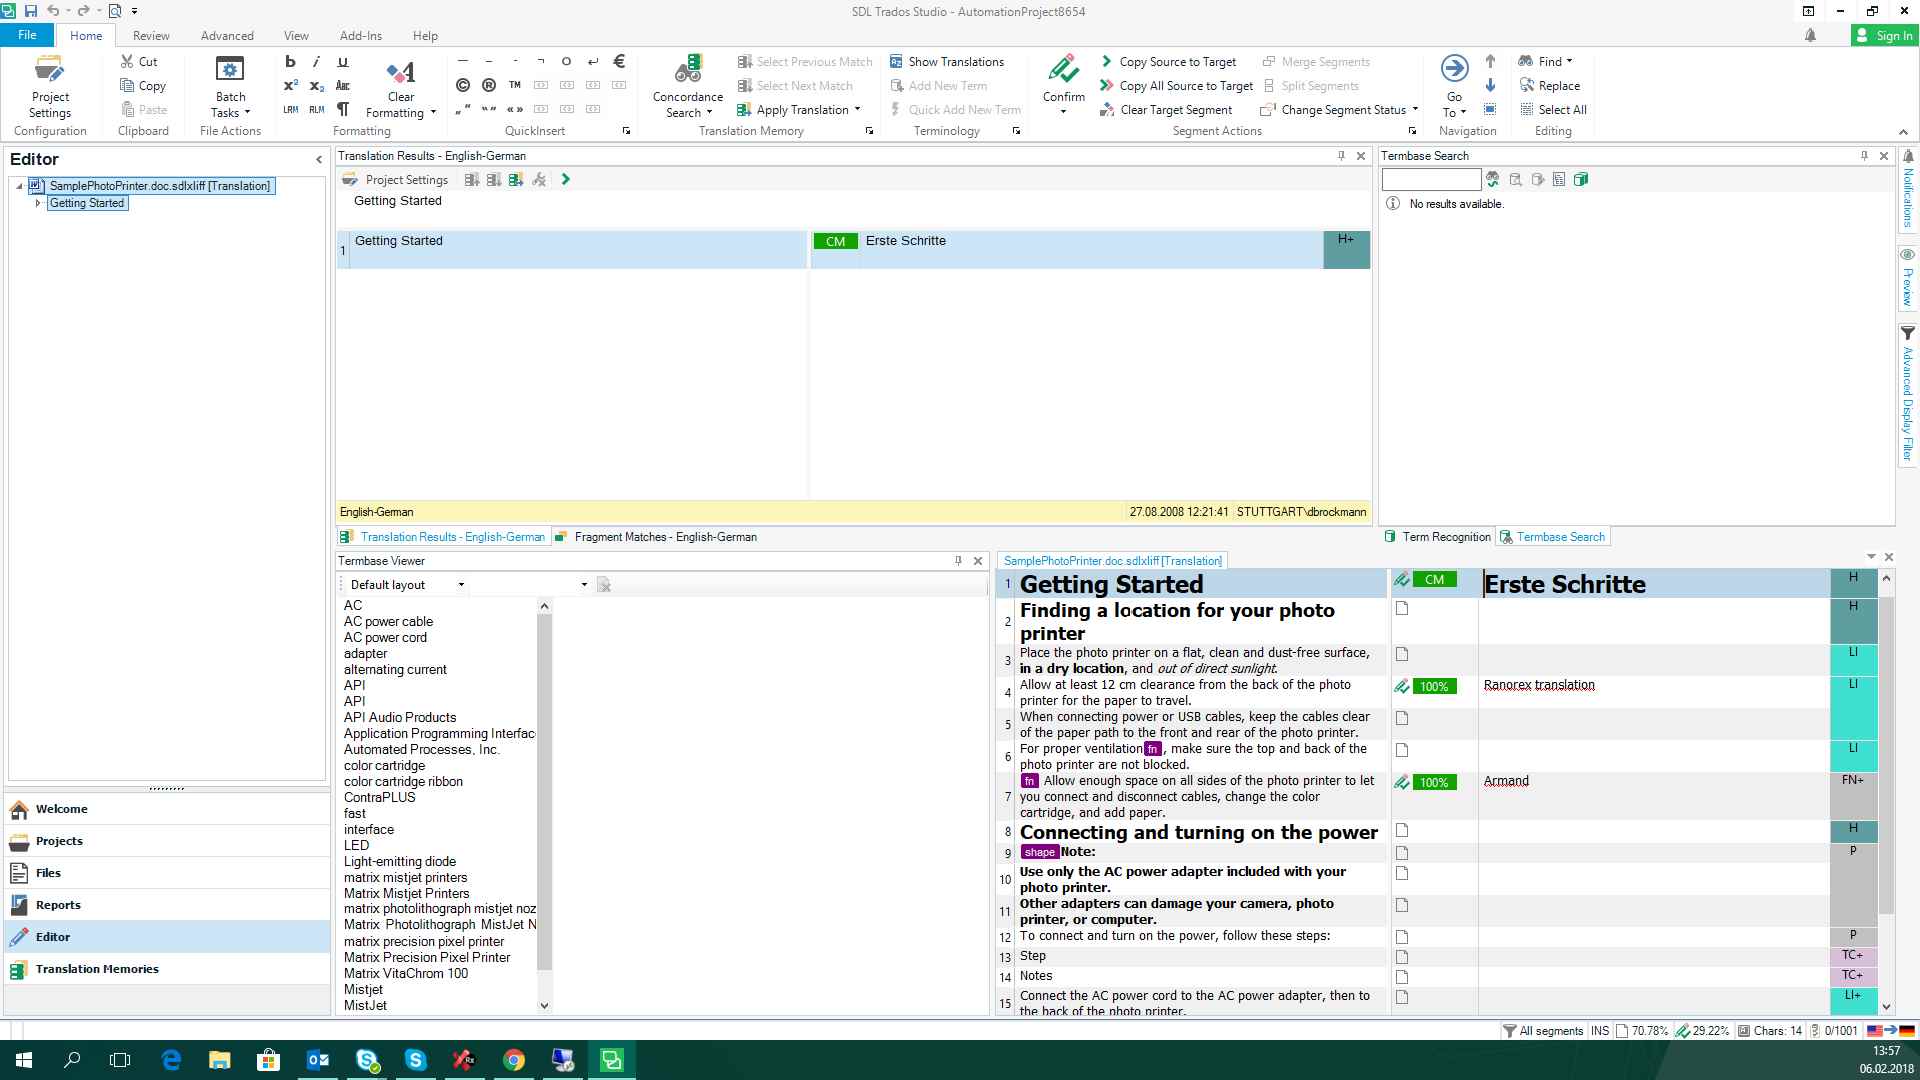 SDL Trados Studio - AutomationProject8654
File
Home
Review
Advanced
View
Add-Ins
Help
Sign In
Project Settings
Configuration
Cut
Copy
Paste
Clipboard
Batch Tasks
File Actions
LRM
RLM
Clear Formatting
Formatting
TM
QuickInsert
Concordance Search
Select Previous Match
Select Next Match
Apply Translation
Translation Memory
Show Translations
Add New Term
Quick Add New Term
Terminology
Confirm
Copy Source to Target
Copy All Source to Target
Clear Target Segment
Merge Segments
Split Segments
Change Segment Status
Segment Actions
Go To
Navigation
Find
Replace
Select All
Editing
Editor
SamplePhotoPrinter.doc.sdlxliff [Translation]
Getting Started
Welcome
Projects
Files
Reports
Editor
Translation Memories
Translation Results - English-German
Project Settings
Getting Started
1 Getting Started CM Erste Schritte H+
English-German 27.08.2008 12:21:41 STUTTGART\dbrockmann
Translation Results - English-German
Fragment Matches - English-German
Termbase Search
No results available.
Term Recognition
Termbase Search
Notifications
Preview
Advanced Display Filter
Termbase Viewer
Default layout
AC
AC power cable
AC power cord
adapter
alternating current
API
API
API Audio Products
Application Programming Interfac
Automated Processes, Inc.
color cartridge
color cartridge ribbon
ContraPLUS
fast
interface
LED
Light-emitting diode
matrix mistjet printers
Matrix Mistjet Printers
matrix photolithograph mistjet noz
Matrix Photolithograph MistJet N
matrix precision pixel printer
Matrix Precision Pixel Printer
Matrix VitaChrom 100
Mistjet
MistJet
SamplePhotoPrinter.doc.sdlxliff [Translation]
1 Getting Started CM Erste Schritte H
2 Finding a location for your photo H
printer
3 Place the photo printer on a flat, clean and dust-free surface, LI
in a dry location, and out of direct sunlight.
4 Allow at least 12 cm clearance from the back of the photo 100% Ranorex translation LI
printer for the paper to travel.
5 When connecting power or USB cables, keep the cables clear
of the paper path to the front and rear of the photo printer.
6 For proper ventilation fn , make sure the top and back of the LI
photo printer are not blocked.
7 fn Allow enough space on all sides of the photo printer to let 100% Armand FN+
you connect and disconnect cables, change the color
cartridge, and add paper.
8 Connecting and turning on the power H
9 shape Note: P
10 Use only the AC power adapter included with your
photo printer.
11 Other adapters can damage your camera, photo
printer, or computer.
12 To connect and turn on the power, follow these steps: P
13 Step TC+
14 Notes TC+
15 Connect the AC power cord to the AC power adapter, then to LI+
the back of the photo printer.
All segments INS 70.78% 29.22% Chars: 14 0/1001
13:57
06.02.2018